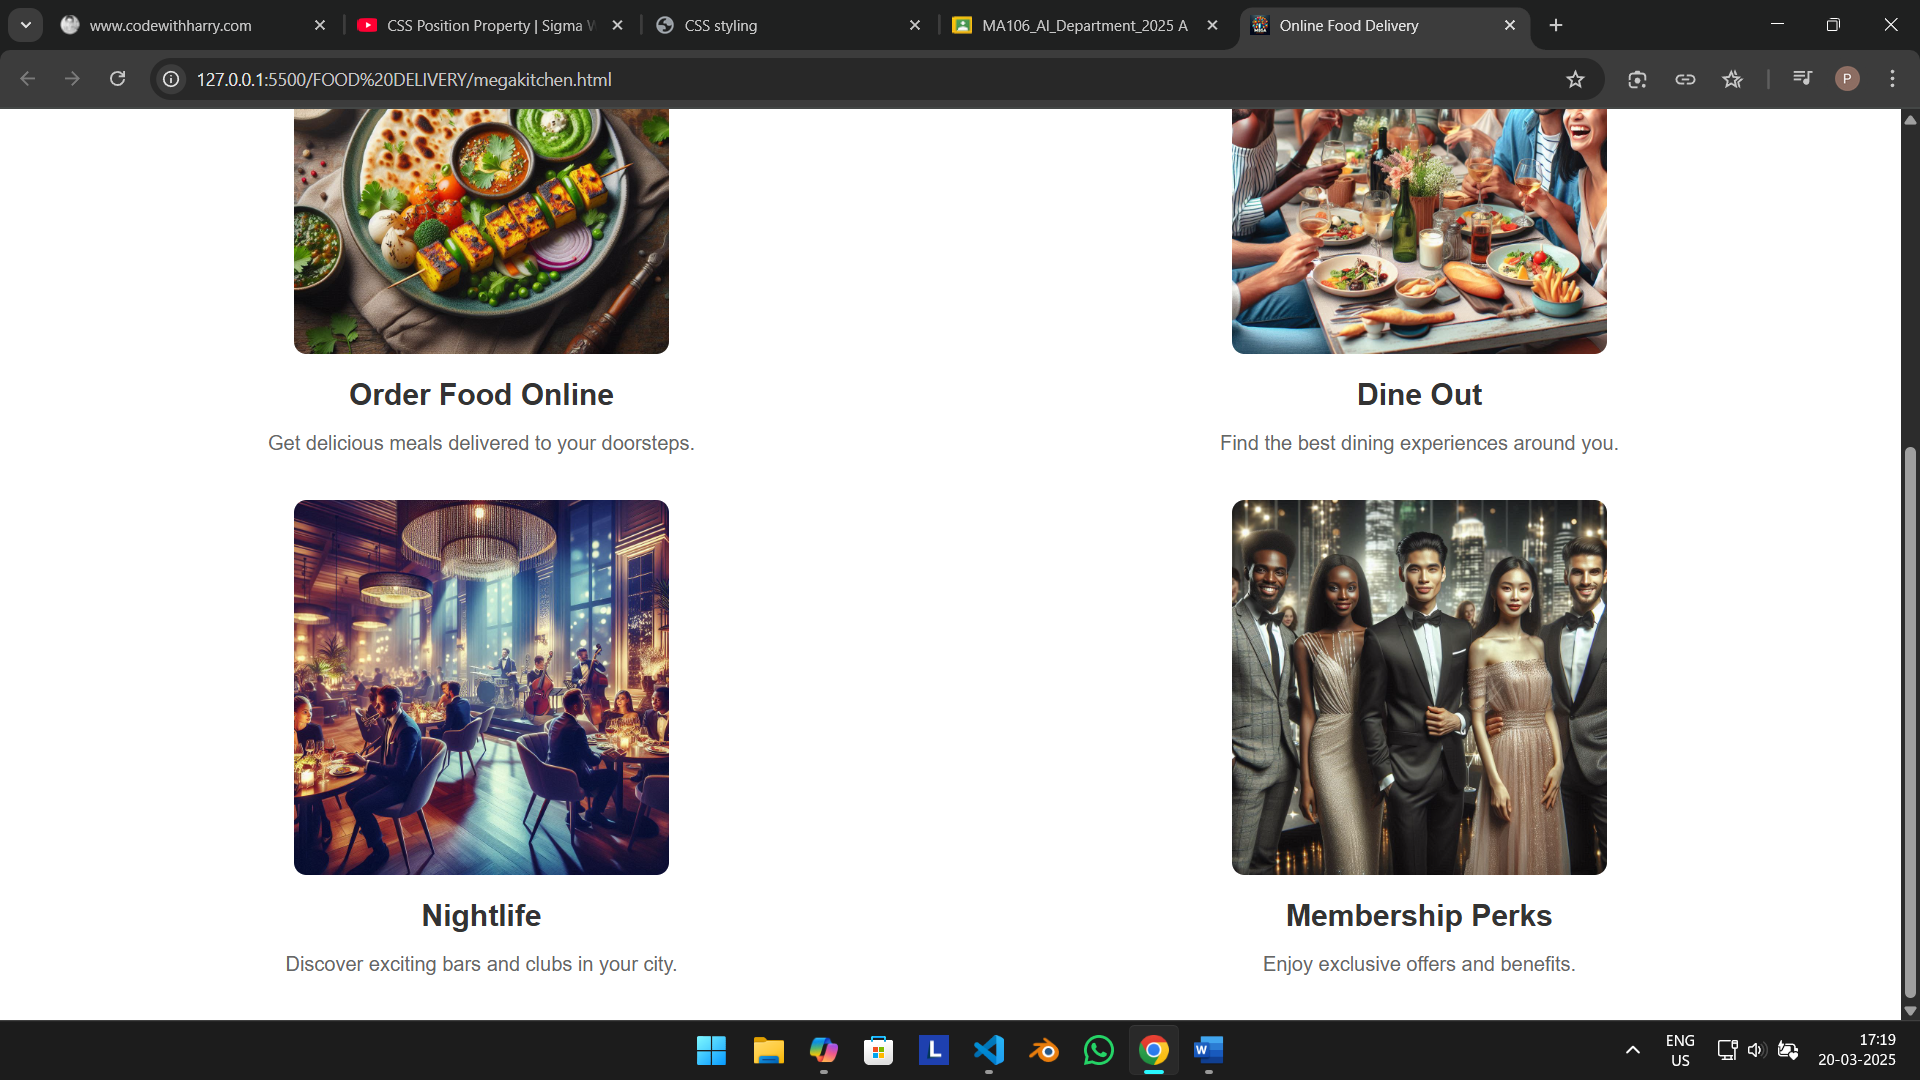 www.codewithharry.com
CSS Position Property | Sigma W
CSS styling
MA106_AI_Department_2025 A
Online Food Delivery
127.0.0.1:5500/FOOD%20DELIVERY/megakitchen.html
P
Order Food Online
Dine Out
Get delicious meals delivered to your doorsteps.
Find the best dining experiences around you.
Nightlife
Membership Perks
Discover exciting bars and clubs in your city.
Enjoy exclusive offers and benefits.
L
W
ENG
US
17:19
20-03-2025